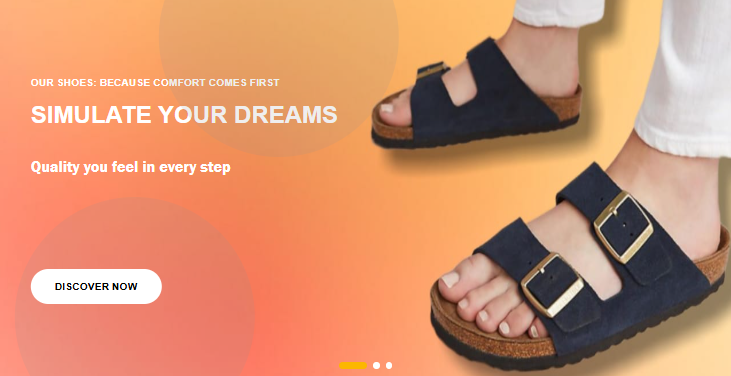 OUR SHOES: BECAUSE COMFORT COMES FIRST
SIMULATE YOUR DREAMS
Quality you feel in every step
DISCOVER NOW